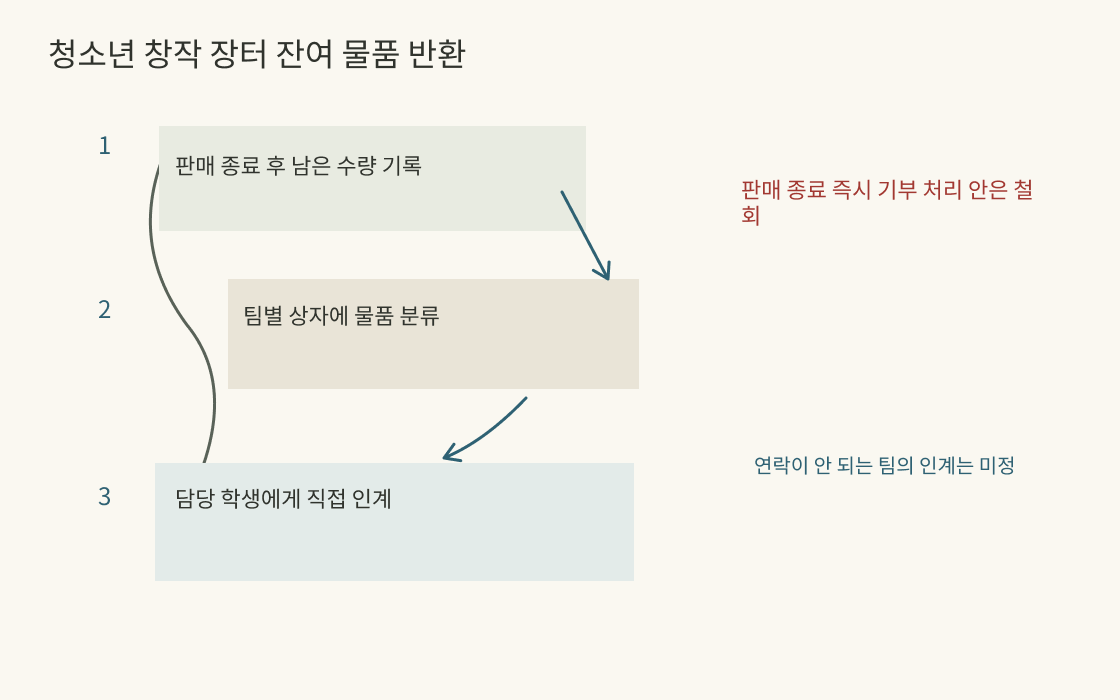 청소년 창작 장터 잔여 물품 반환
1
판매 종료 후 남은 수량 기록
판매 종료 즉시 기부 처리 안은 철
회
2
팀별 상자에 물품 분류
연락이 안 되는 팀의 인계는 미정
3
담당 학생에게 직접 인계